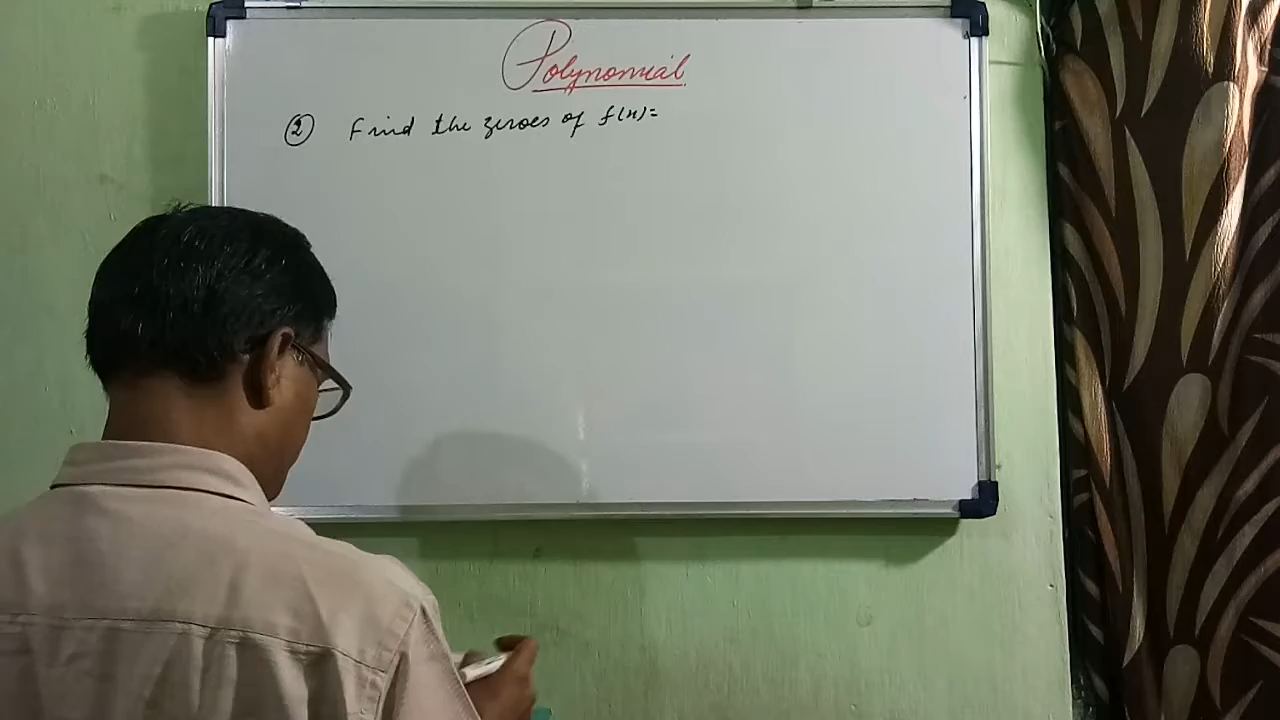 Polynomial
② Find the zeroes of f(x)=